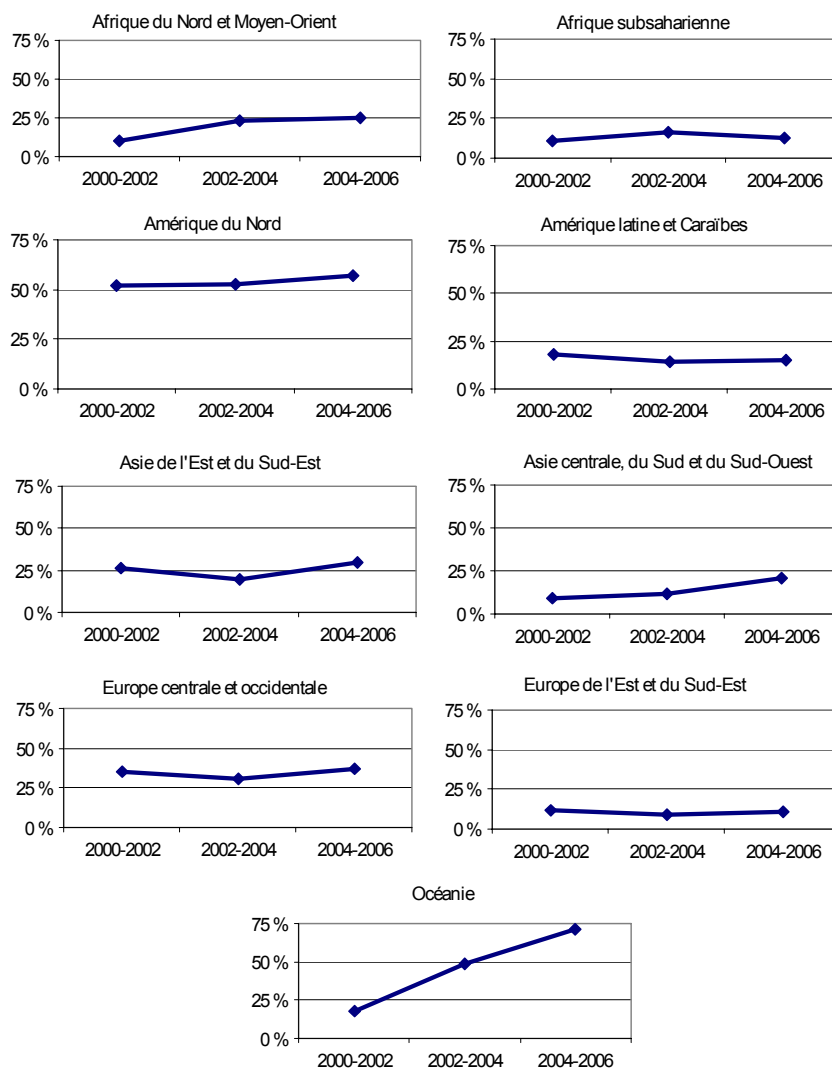 Afrique du Nord et Moyen-Orient
75 %
50 %
25 %
0 %
2000-2002 2002-2004 2004-2006
Afrique subsaharienne
75 %
50 %
25 %
0 %
2000-2002 2002-2004 2004-2006
Amérique du Nord
75 %
50 %
25 %
0 %
2000-2002 2002-2004 2004-2006
Amérique latine et Caraïbes
75 %
50 %
25 %
0 %
2000-2002 2002-2004 2004-2006
Asie de l'Est et du Sud-Est
75 %
50 %
25 %
0 %
2000-2002 2002-2004 2004-2006
Asie centrale, du Sud et du Sud-Ouest
75 %
50 %
25 %
0 %
2000-2002 2002-2004 2004-2006
Europe centrale et occidentale
75 %
50 %
25 %
0 %
2000-2002 2002-2004 2004-2006
Europe de l'Est et du Sud-Est
75 %
50 %
25 %
0 %
2000-2002 2002-2004 2004-2006
Océanie
75 %
50 %
25 %
0 %
2000-2002 2002-2004 2004-2006